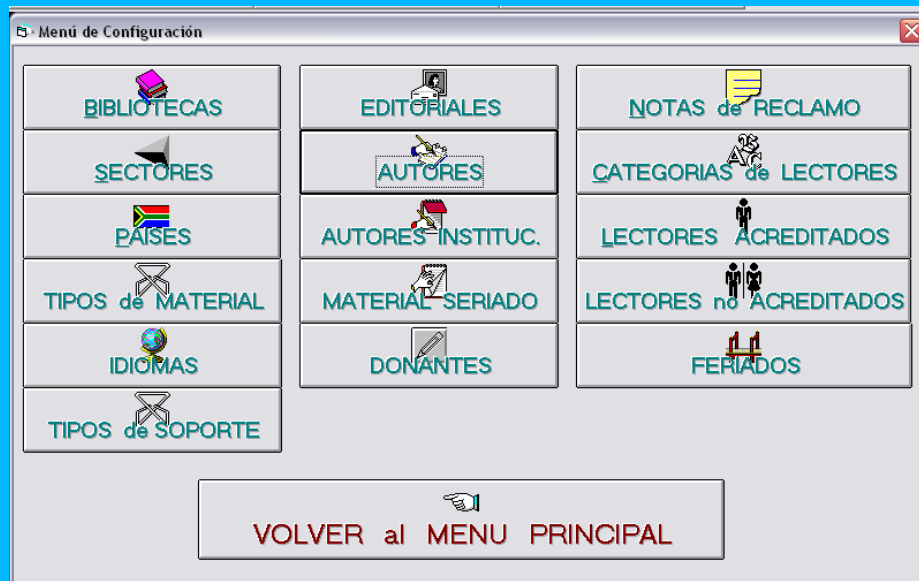 Menú de Configuración
BIBLIOTECAS
SECTORES
PAISES
TIPOS de MATERIAL
IDIOMAS
TIPOS de SOPORTE
EDITORIALES
AUTORES
AUTORES INSTITUC.
MATERIAL SERIADO
DONANTES
NOTAS de RECLAMO
CATEGORIAS de LECTORES
LECTORES ACREDITADOS
LECTORES no ACREDITADOS
FERIADOS
VOLVER al MENU PRINCIPAL